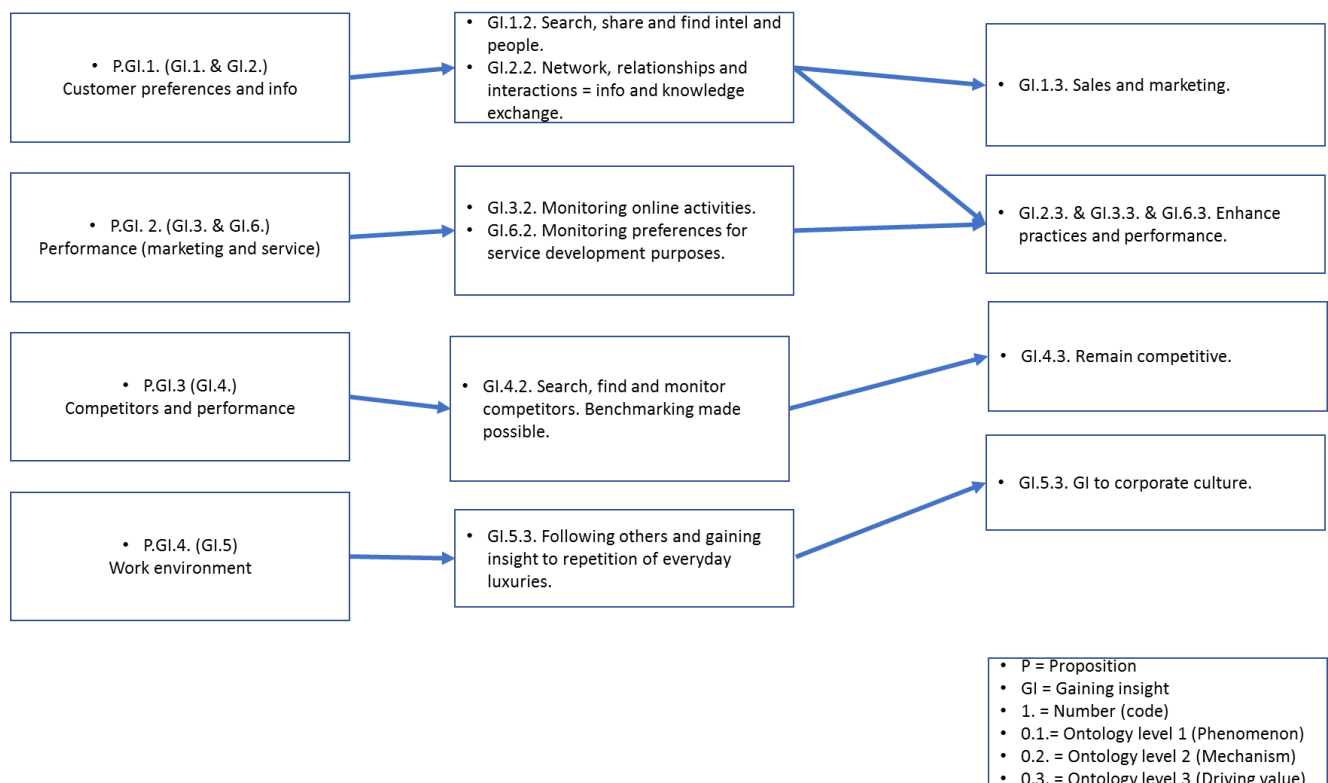 • P.GI.1. (GI.1. & GI.2.)
Customer preferences and info
• GI.1.2. Search, share and find intel and
people.
• GI.2.2. Network, relationships and
interactions = info and knowledge
exchange.
• GI.1.3. Sales and marketing.
• P.GI. 2. (GI.3. & GI.6.)
Performance (marketing and service)
• GI.3.2. Monitoring online activities.
• GI.6.2. Monitoring preferences for
service development purposes.
• GI.2.3. & GI.3.3. & GI.6.3. Enhance
practices and performance.
• P.GI.3 (GI.4.)
Competitors and performance
• GI.4.2. Search, find and monitor
competitors. Benchmarking made
possible.
• GI.4.3. Remain competitive.
• P.GI.4. (GI.5)
Work environment
• GI.5.3. Following others and gaining
insight to repetition of everyday
luxuries.
• GI.5.3. GI to corporate culture.
• P = Proposition
• GI = Gaining insight
• 1. = Number (code)
• 0.1.= Ontology level 1 (Phenomenon)
• 0.2. = Ontology level 2 (Mechanism)
• 0.3. = Ontology level 3 (Driving value)